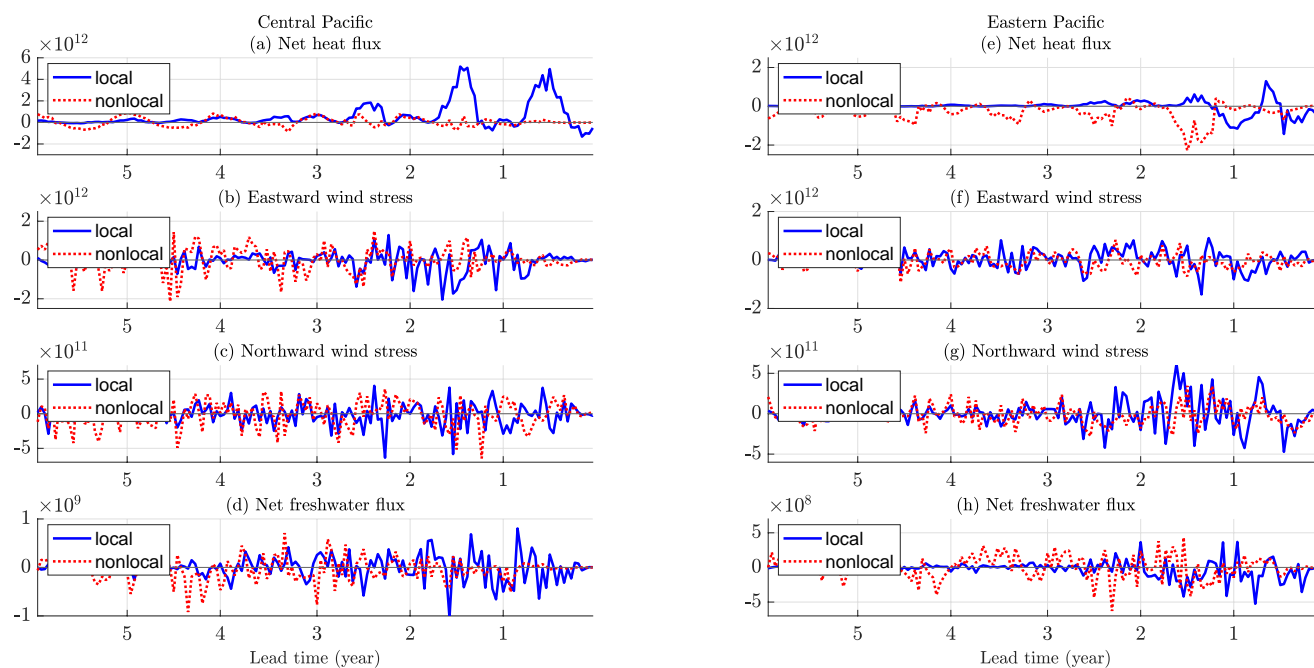 Central Pacific
(a) Net heat flux
×10^12
6
4
2
0
-2
local
nonlocal
5 4 3 2 1
(b) Eastward wind stress
×10^12
2
0
-2
local
nonlocal
5 4 3 2 1
(c) Northward wind stress
×10^11
5
0
-5
local
nonlocal
5 4 3 2 1
(d) Net freshwater flux
×10^9
1
0
-1
local
nonlocal
5 4 3 2 1
Lead time (year)
Eastern Pacific
(e) Net heat flux
×10^12
2
0
-2
local
nonlocal
5 4 3 2 1
(f) Eastward wind stress
×10^12
2
0
2
local
nonlocal
5 4 3 2 1
(g) Northward wind stress
×10^11
5
0
-5
local
nonlocal
5 4 3 2 1
(h) Net freshwater flux
×10^8
5
0
-5
local
nonlocal
5 4 3 2 1
Lead time (year)